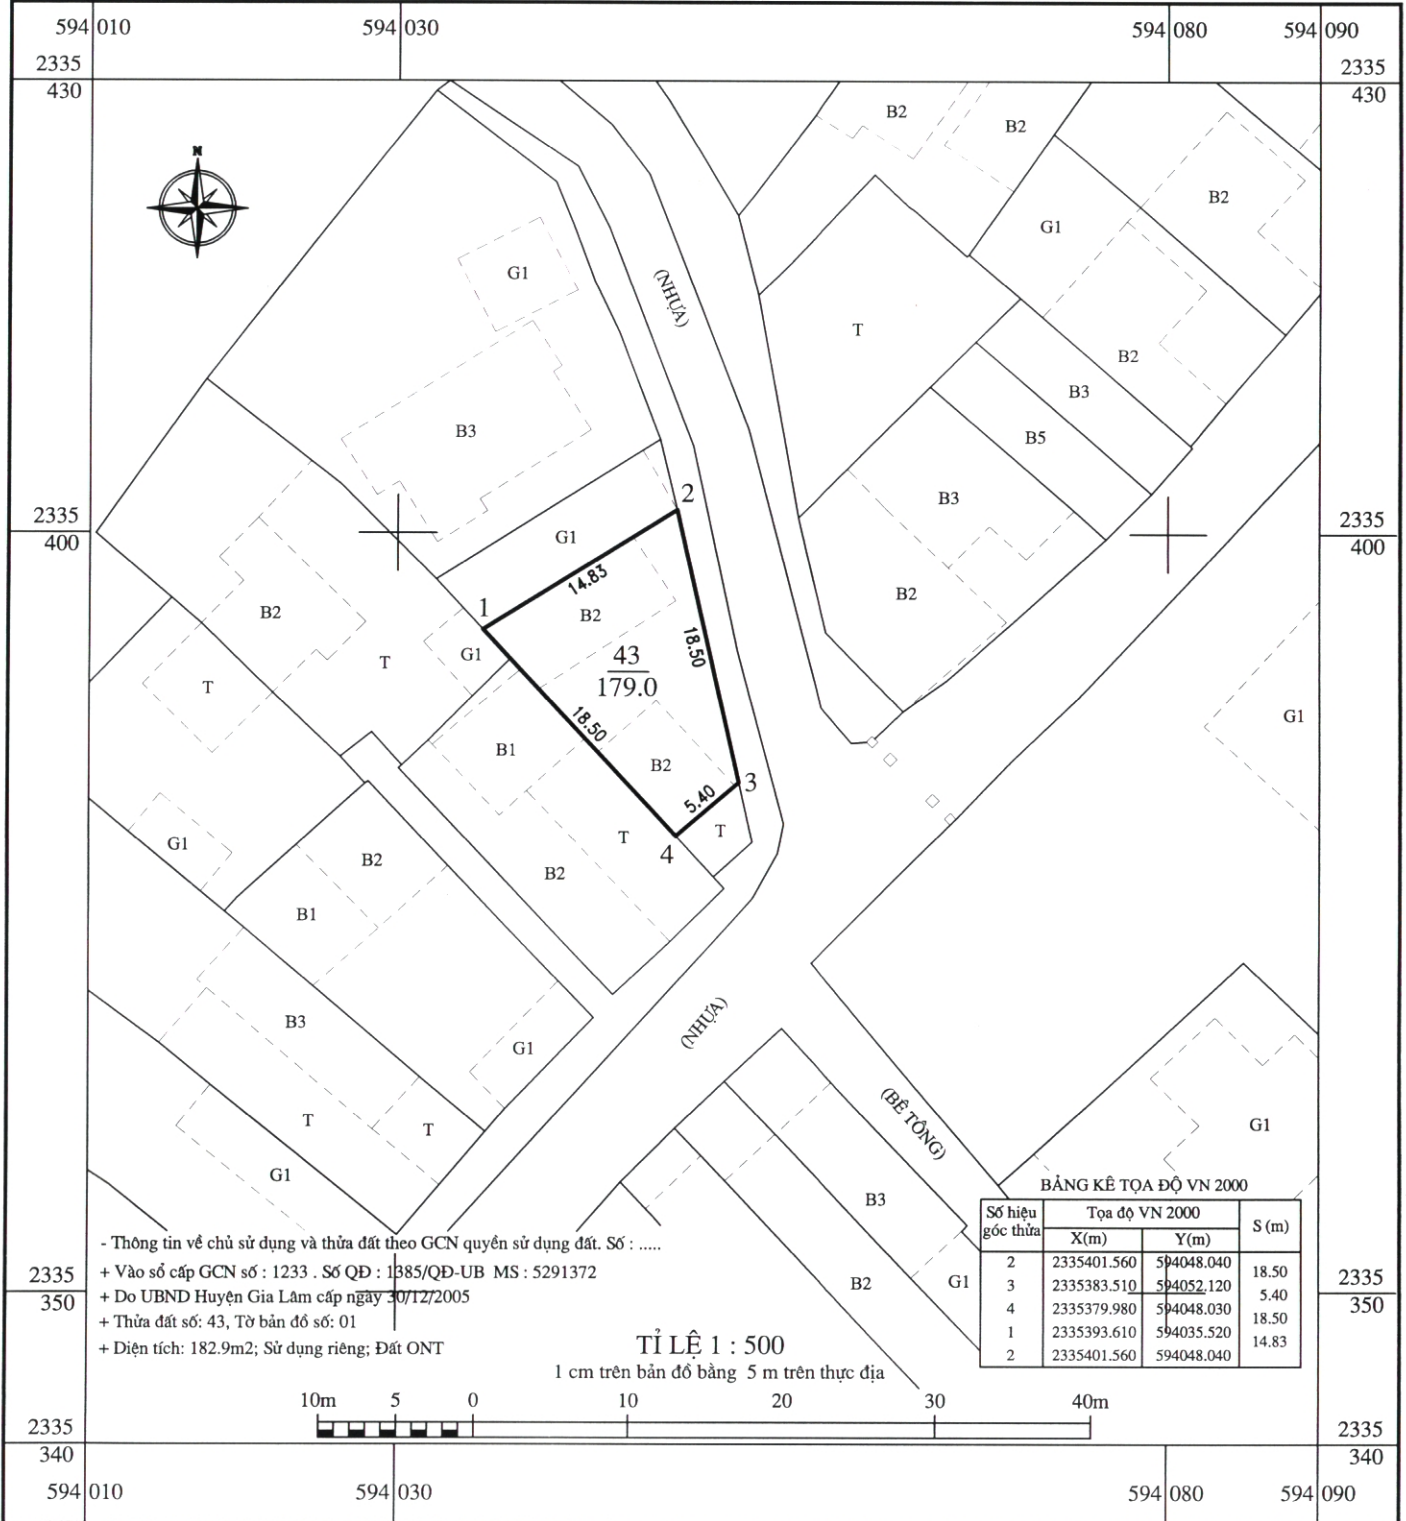 594 010 594 030 594 080 594 090
2335 2335
430 430
N
B2
B2
B2
G1
G1
(NHỰA)
T
B2
B3
B3
B5
B3
2
2335 2335
400 400
G1
14.83
B2
1
B2
B2
18.50
G1
43
179.0
T
T
G1
18.50
B1
B2
3
5.40
T
T
4
G1
B2
B2
B1
(NHỰA)
B3
G1
(BÊ TÔNG)
T
T
G1
G1
B3
B2
G1
BẢNG KÊ TỌA ĐỘ VN 2000
Số hiệu góc thửa Tọa độ VN 2000 S (m)
X(m) Y(m)
2 2335401.560 594048.040
18.50
3 2335383.510 594052.120
5.40
4 2335379.980 594048.030
18.50
1 2335393.610 594035.520
14.83
2 2335401.560 594048.040
- Thông tin về chủ sử dụng và thửa đất theo GCN quyền sử dụng đất. Số : .....
+ Vào sổ cấp GCN số : 1233 . Số QĐ : 1385/QĐ-UB MS : 5291372
+ Do UBND Huyện Gia Lâm cấp ngày 30/12/2005
+ Thửa đất số: 43, Tờ bản đồ số: 01
+ Diện tích: 182.9m2; Sử dụng riêng; Đất ONT
2335 2335
350 350
TỈ LỆ 1 : 500
1 cm trên bản đồ bằng 5 m trên thực địa
10m 5 0 10 20 30 40m
2335 2335
340 340
594 010 594 030 594 080 594 090